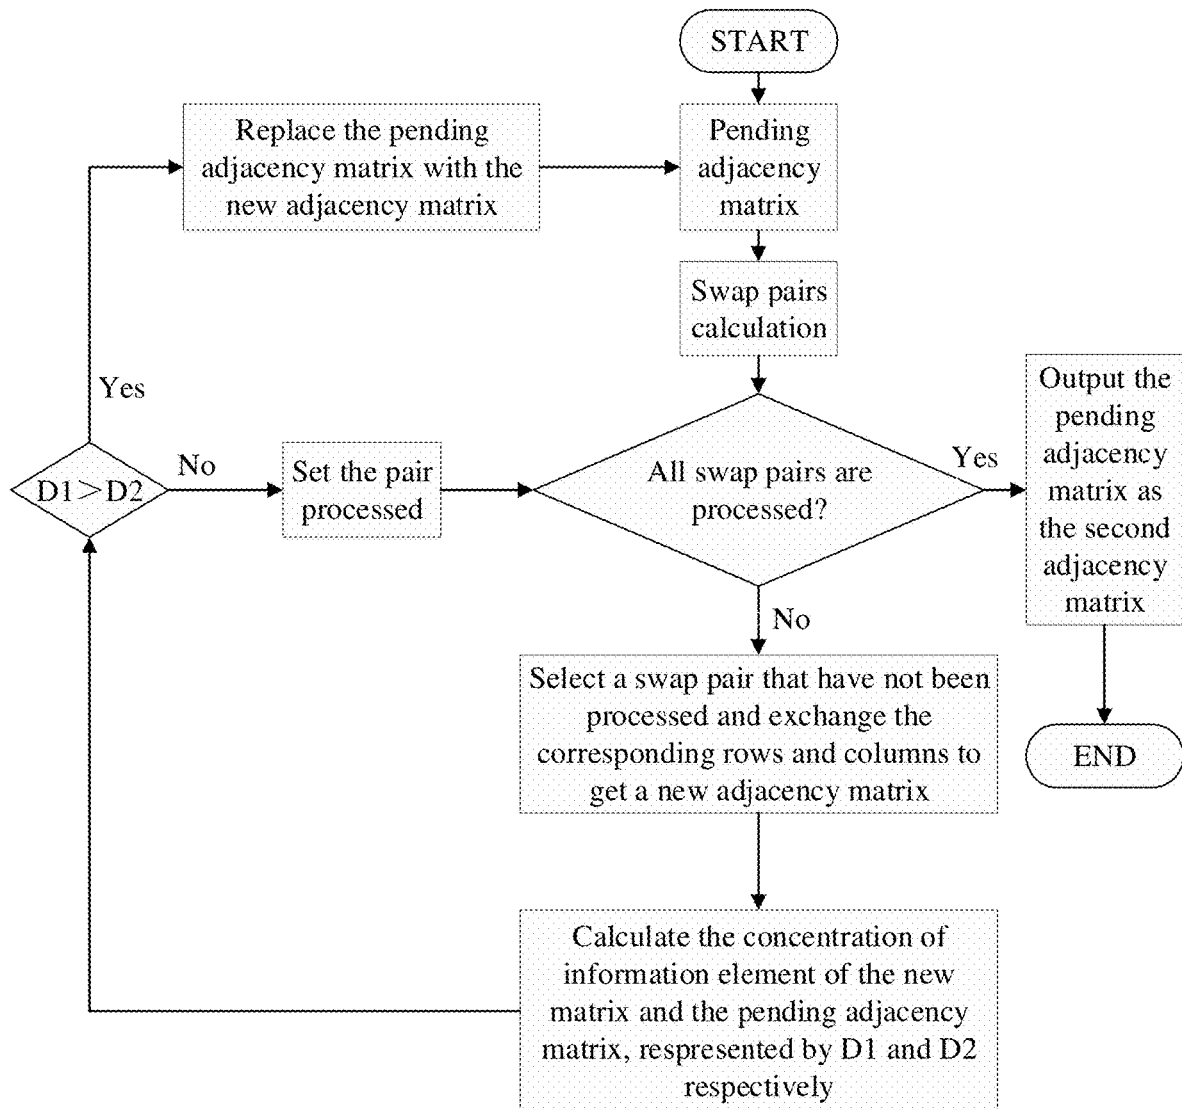 START
Replace the pending
adjacency matrix with the
new adjacency matrix
Pending
adjacency
matrix
Swap pairs
calculation
Yes
D1>D2
No
Set the pair
processed
All swap pairs are
processed?
Yes
Output the
pending
adjacency
matrix as
the second
adjacency
matrix
No
Select a swap pair that have not been
processed and exchange the
corresponding rows and columns to
get a new adjacency matrix
END
Calculate the concentration of
information element of the new
matrix and the pending adjacency
matrix, respresented by D1 and D2
respectively